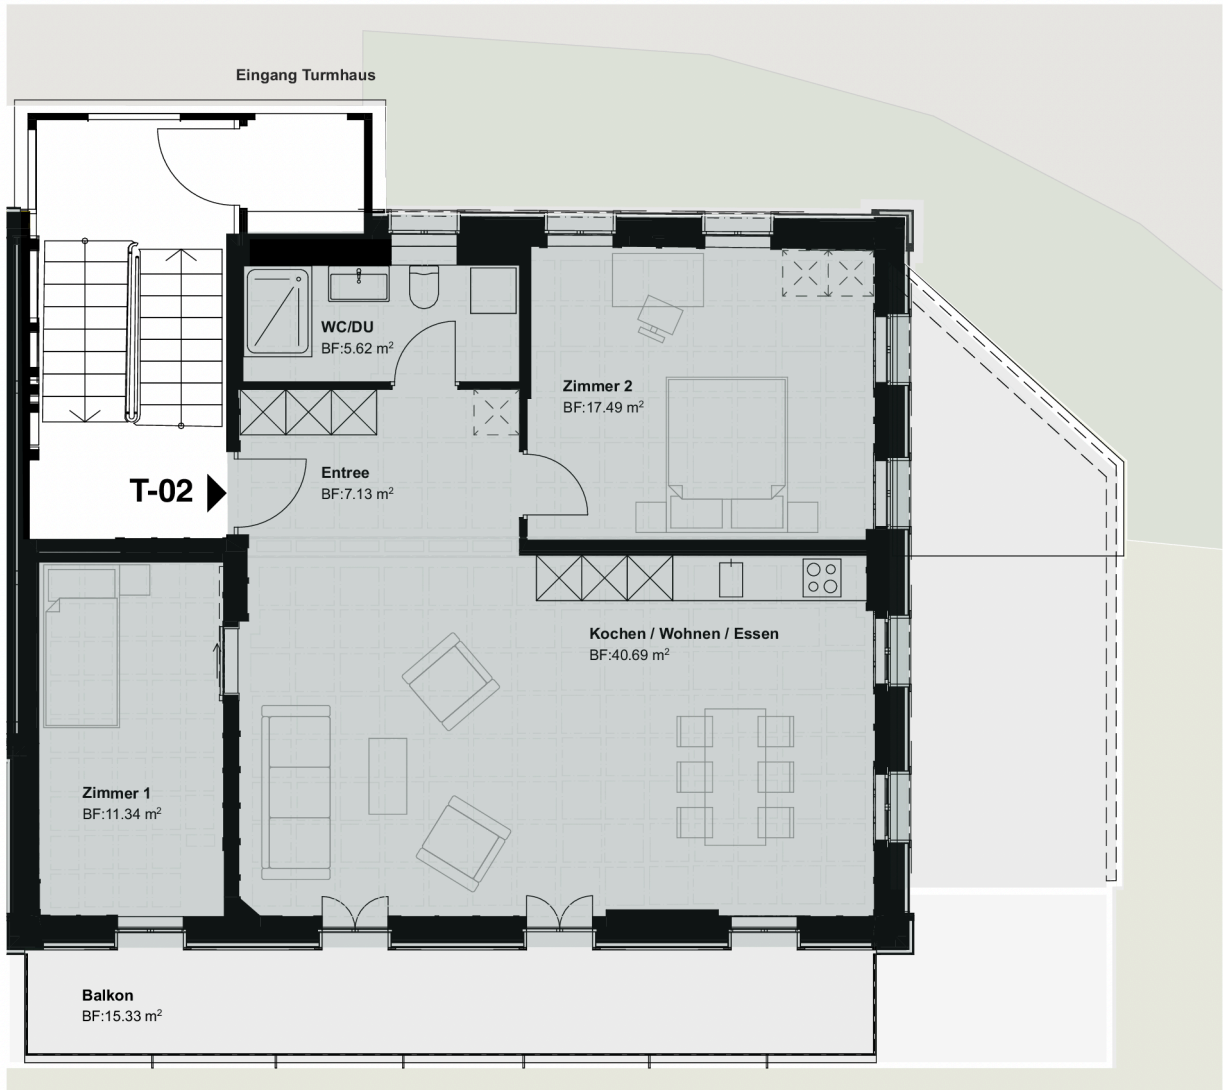 Eingang Turmhaus
WC/DU
BF:5.62 m²
Zimmer 2
BF:17.49 m²
Entree
BF:7.13 m²
T-02
Kochen / Wohnen / Essen
BF:40.69 m²
Zimmer 1
BF:11.34 m²
Balkon
BF:15.33 m²